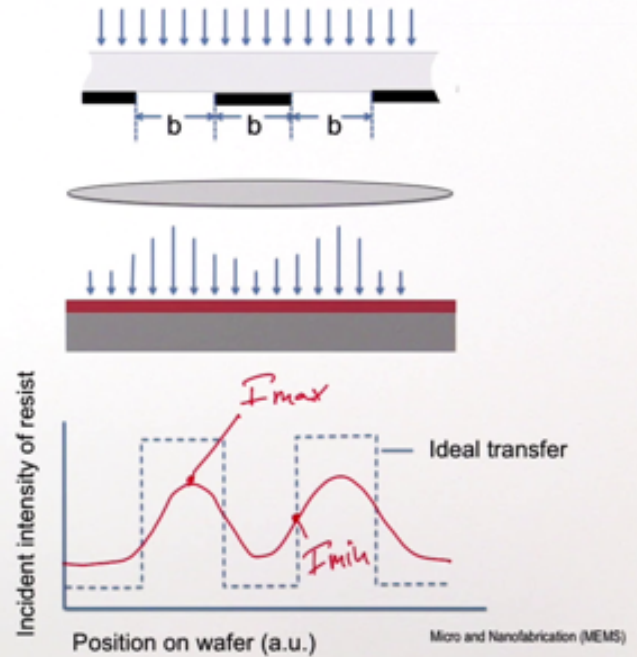 b b b
Imax
Incident intensity of resist
Ideal transfer
Imin
Position on wafer (a.u.)
Micro and Nanofabrication (MEMS)